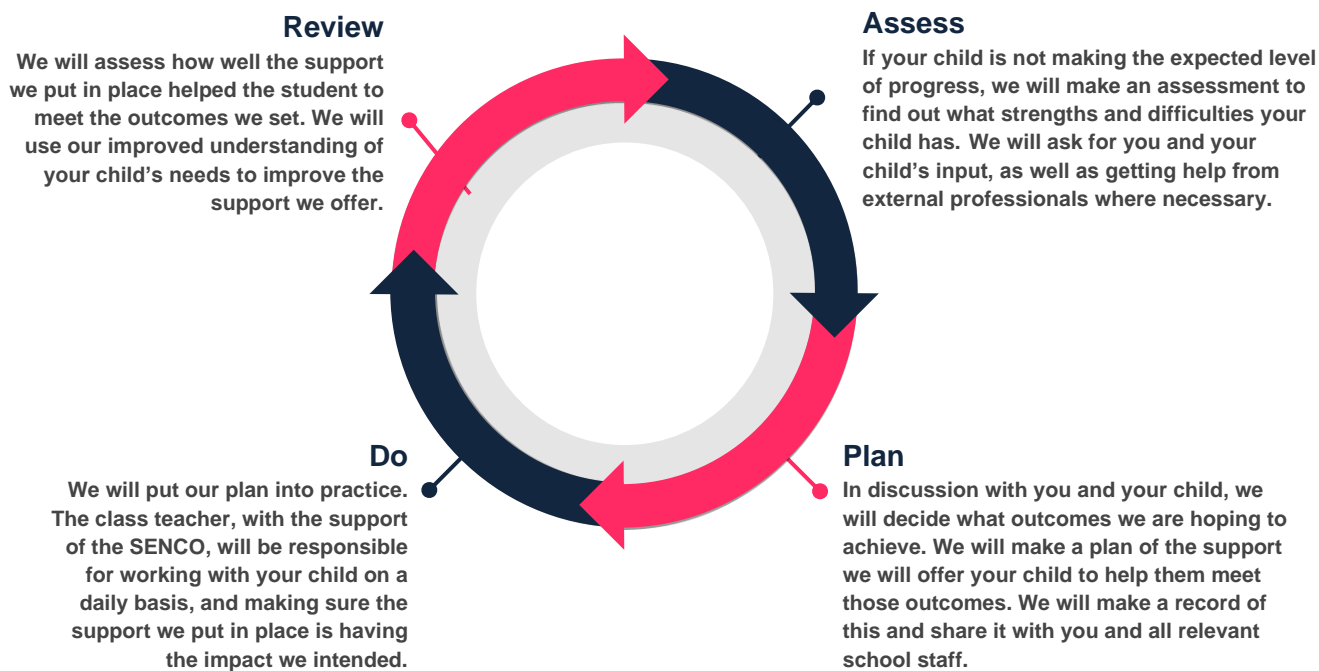 Review
We will assess how well the support
we put in place helped the student to
meet the outcomes we set. We will
use our improved understanding of
your child’s needs to improve the
support we offer.
Assess
If your child is not making the expected level
of progress, we will make an assessment to
find out what strengths and difficulties your
child has. We will ask for you and your
child’s input, as well as getting help from
external professionals where necessary.
Do
We will put our plan into practice.
The class teacher, with the support
of the SENCO, will be responsible
for working with your child on a
daily basis, and making sure the
support we put in place is having
the impact we intended.
Plan
In discussion with you and your child, we
will decide what outcomes we are hoping to
achieve. We will make a plan of the support
we will offer your child to help them meet
those outcomes. We will make a record of
this and share it with you and all relevant
school staff.